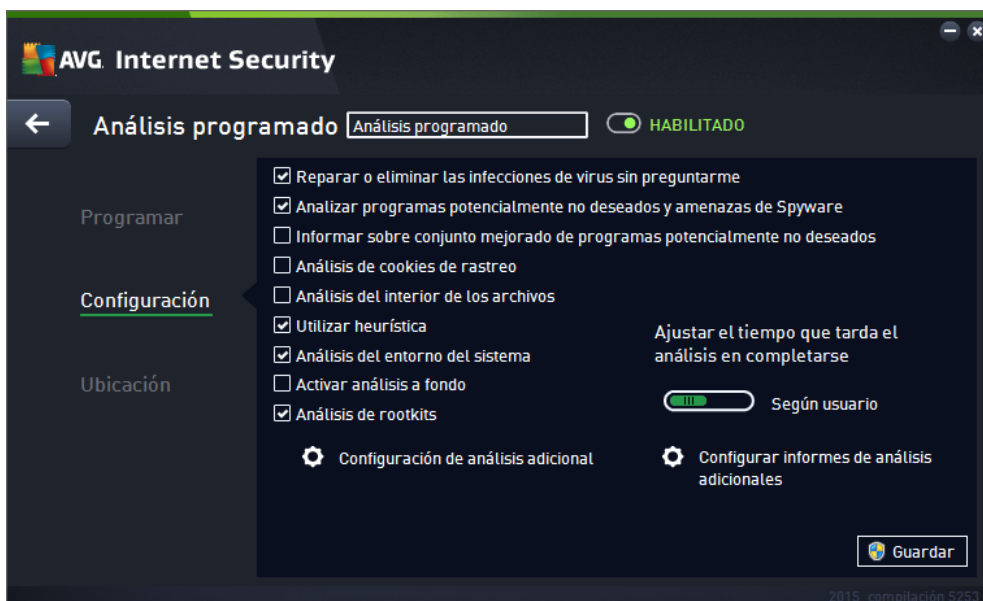 AVG Internet Security
Análisis programado
Análisis programado
HABILITADO
Programar
Configuración
Ubicación
Reparar o eliminar las infecciones de virus sin preguntarme
Analizar programas potencialmente no deseados y amenazas de Spyware
Informar sobre conjunto mejorado de programas potencialmente no deseados
Análisis de cookies de rastreo
Análisis del interior de los archivos
Utilizar heurística
Análisis del entorno del sistema
Activar análisis a fondo
Análisis de rootkits
Ajustar el tiempo que tarda el
análisis en completarse
Según usuario
Configuración de análisis adicional
Configurar informes de análisis
adicionales
Guardar
2015 compilación 5253